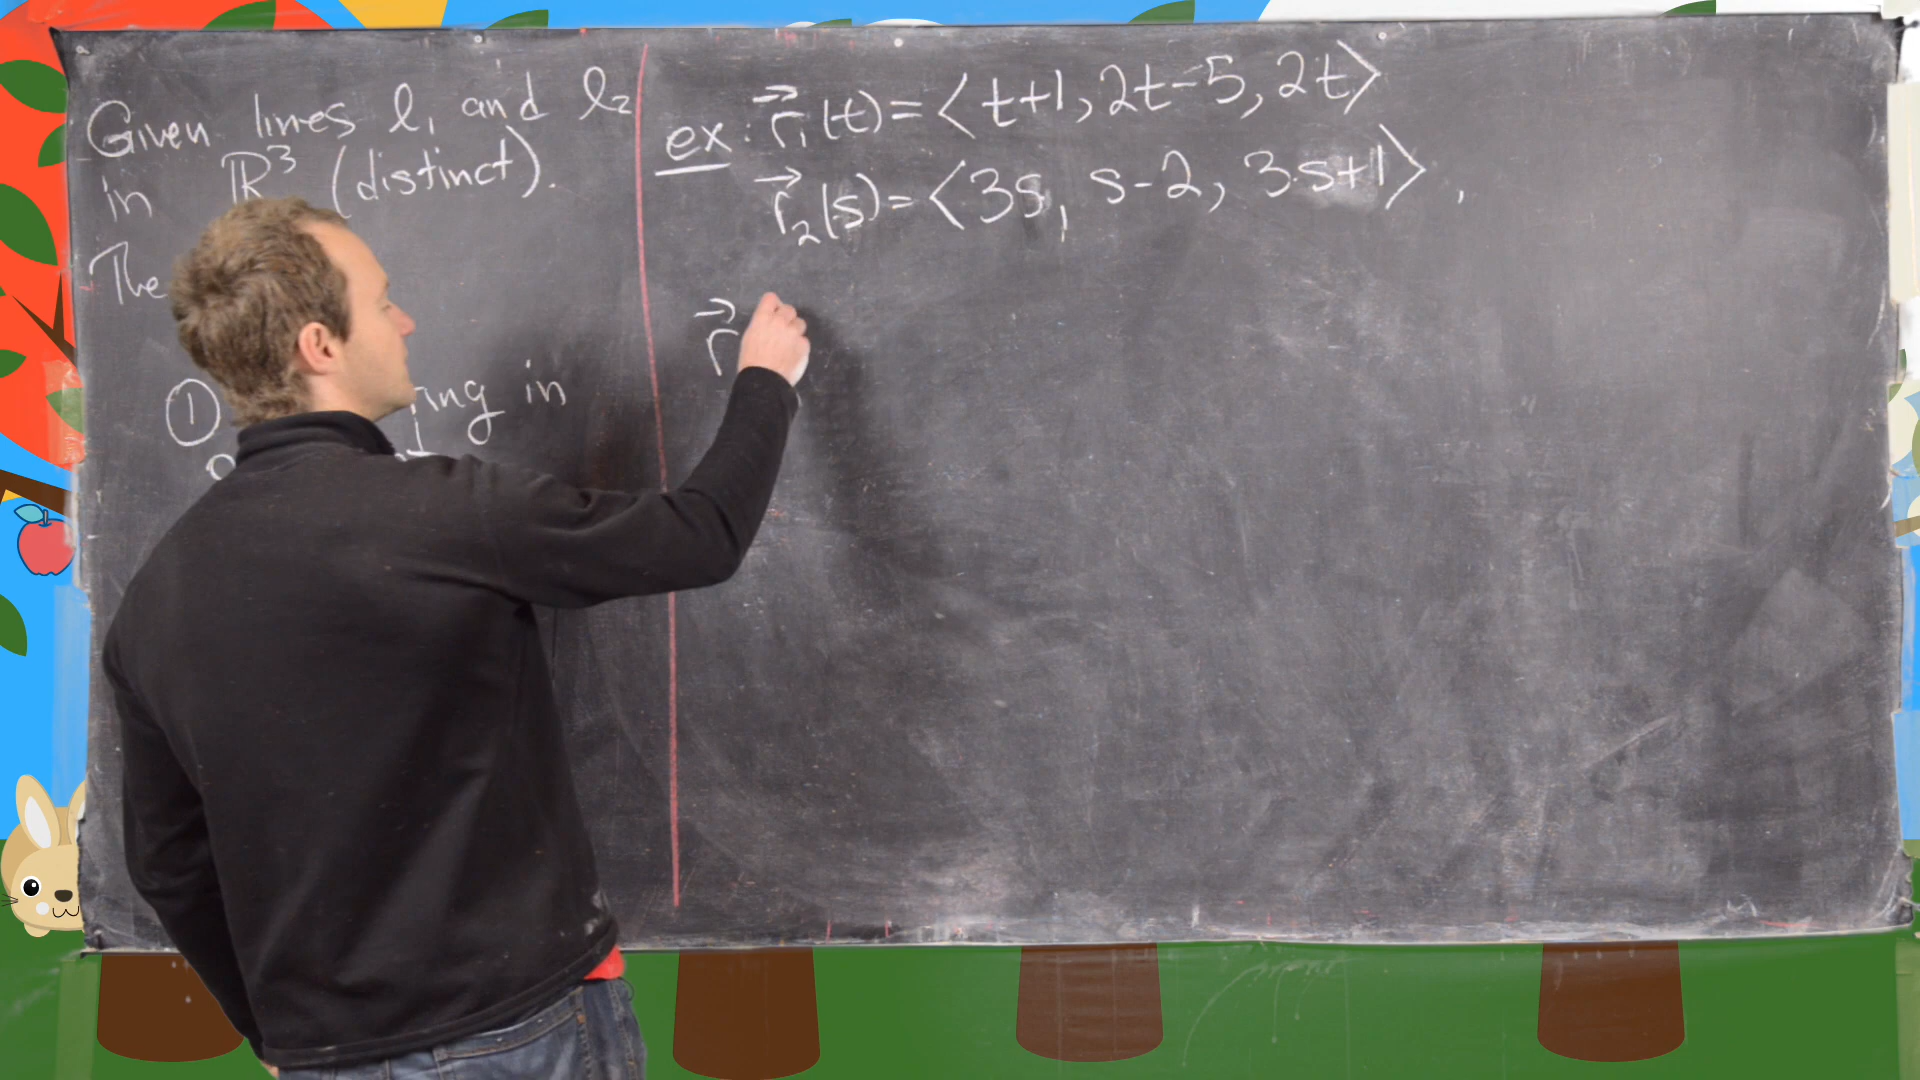 Given lines l₁ and l₂
in ℝ³ (distinct).
The
①
in
ex: r⃗₁(t) = ⟨t+1, 2t-5, 2t⟩
r⃗₂(s) = ⟨3s, s-2, 3s+1⟩,
r⃗